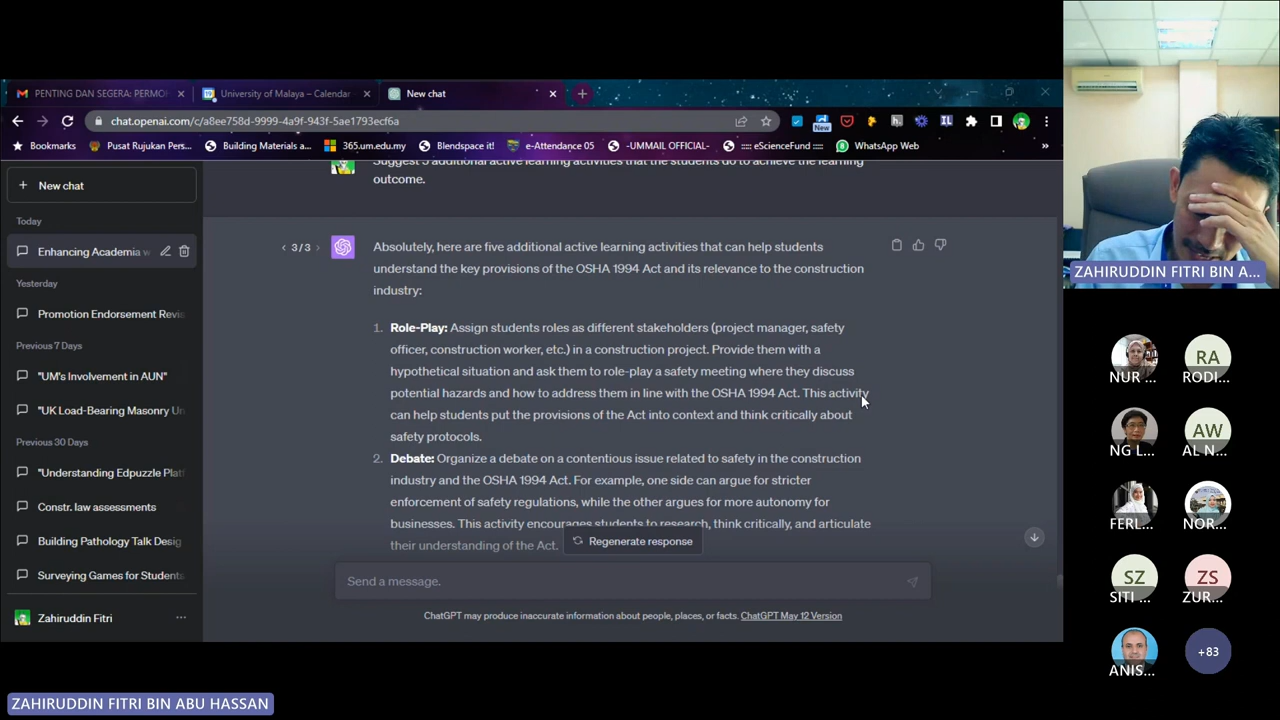 PENTING DAN SEGERA: PERMO
University of Malaya – Calendar
New chat
chat.openai.com/c/a8ee758d-9999-4a9f-943f-5ae1793ecf6a
New
Bookmarks
Pusat Rujukan Pers...
Building Materials a...
365.um.edu.my
Blendspace it!
e-Attendance 05
-UMMAIL OFFICIAL-
:::: eScienceFund ::::
WhatsApp Web
New chat
Today
Enhancing Academia w
Yesterday
Promotion Endorsement Revi
Previous 7 Days
"UM's Involvement in AUN"
"UK Load-Bearing Masonry Un
Previous 30 Days
"Understanding Edpuzzle Platf
Constr. law assessments
Building Pathology Talk Desig
Surveying Games for Students
Zahiruddin Fitri
Suggest 5 additional active learning activities that the students do to achieve the learning
outcome.
3/3
Absolutely, here are five additional active learning activities that can help students
understand the key provisions of the OSHA 1994 Act and its relevance to the construction
industry:
1. Role-Play: Assign students roles as different stakeholders (project manager, safety
officer, construction worker, etc.) in a construction project. Provide them with a
hypothetical situation and ask them to role-play a safety meeting where they discuss
potential hazards and how to address them in line with the OSHA 1994 Act. This activity
can help students put the provisions of the Act into context and think critically about
safety protocols.
2. Debate: Organize a debate on a contentious issue related to safety in the construction
industry and the OSHA 1994 Act. For example, one side can argue for stricter
enforcement of safety regulations, while the other argues for more autonomy for
businesses. This activity encourages students to research, think critically, and articulate
their understanding of the Act.
Regenerate response
Send a message.
ChatGPT may produce inaccurate information about people, places, or facts. ChatGPT May 12 Version
ZAHIRUDDIN FITRI BIN A...
NUR ...
RA
RODI...
NG L...
AW
AL N...
FERL...
NOR...
SZ
SITI ...
ZS
ZUR...
ANIS...
+83
ZAHIRUDDIN FITRI BIN ABU HASSAN